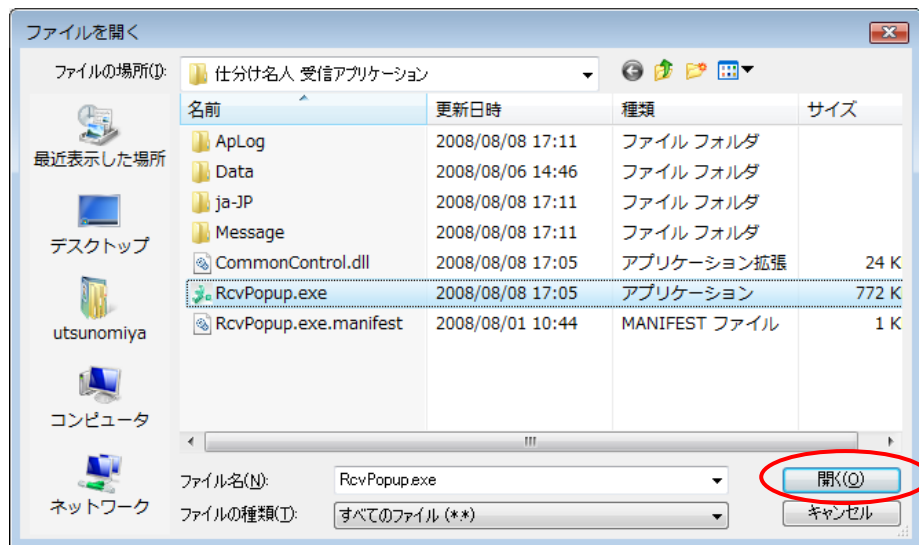 ファイルを開く
ファイルの場所(I):
仕分け名人 受信アプリケーション
名前 更新日時 種類 サイズ
ApLog 2008/08/08 17:11 ファイル フォルダ
Data 2008/08/06 14:46 ファイル フォルダ
ja-JP 2008/08/08 17:11 ファイル フォルダ
Message 2008/08/08 17:11 ファイル フォルダ
CommonControl.dll 2008/08/08 17:05 アプリケーション拡張 24 K
RcvPopup.exe 2008/08/08 17:05 アプリケーション 772 K
RcvPopup.exe.manifest 2008/08/01 10:44 MANIFEST ファイル 1 K
最近表示した場所
デスクトップ
utsunomiya
コンピュータ
ネットワーク
ファイル名(N): RcvPopup.exe 開く(O)
ファイルの種類(T): すべてのファイル (*.*) キャンセル